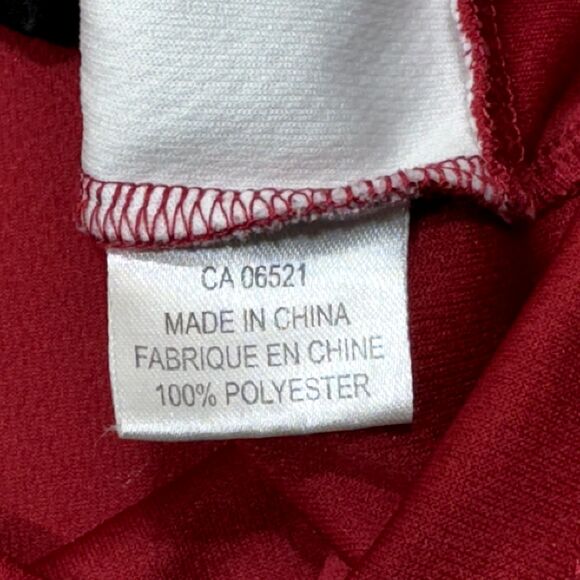 CA 06521
MADE IN CHINA
FABRIQUE EN CHINE
100% POLYESTER